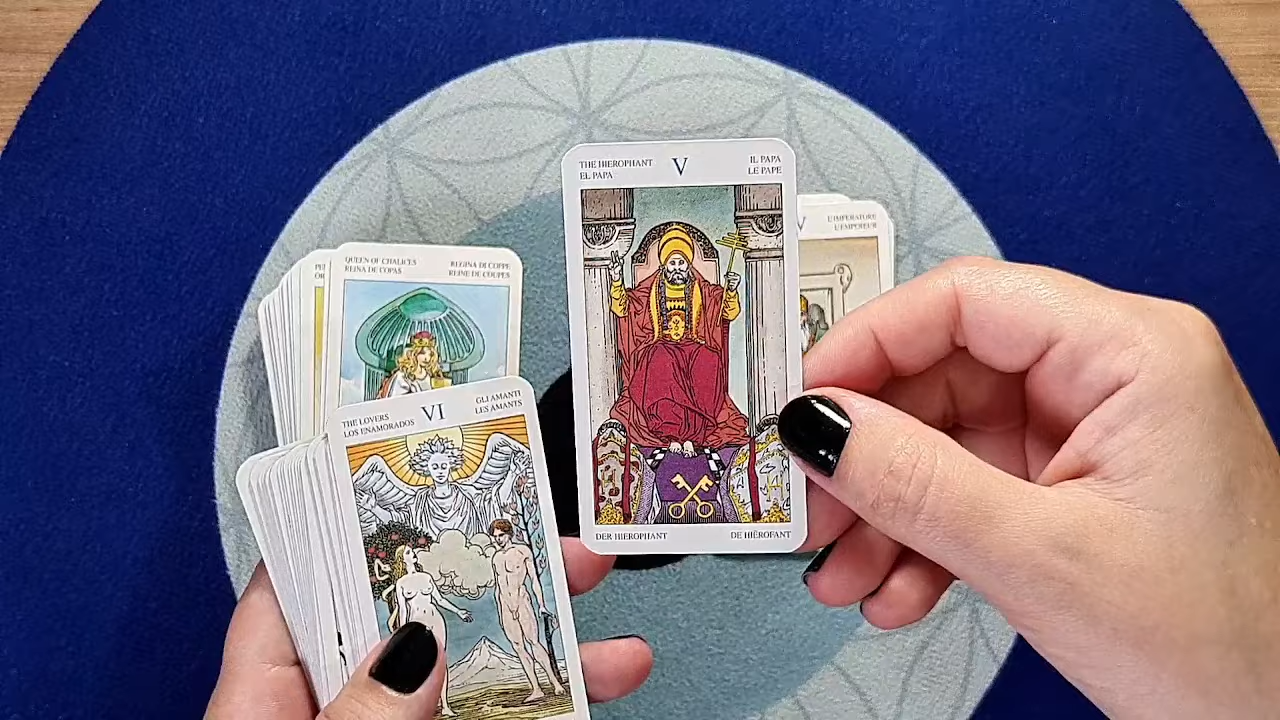 THE HIEROPHANT
EL PAPA
V
IL PAPA
LE PAPE
DER HIEROPHANT
DE HIËROFANT
L'IMPERATORE
L'EMPEREUR
QUEEN OF CHALICES
REINA DE COPAS
REGINA DI COPPE
REINE DE COUPES
THE LOVERS
LOS ENAMORADOS
VI
GLI AMANTI
LES AMANTS